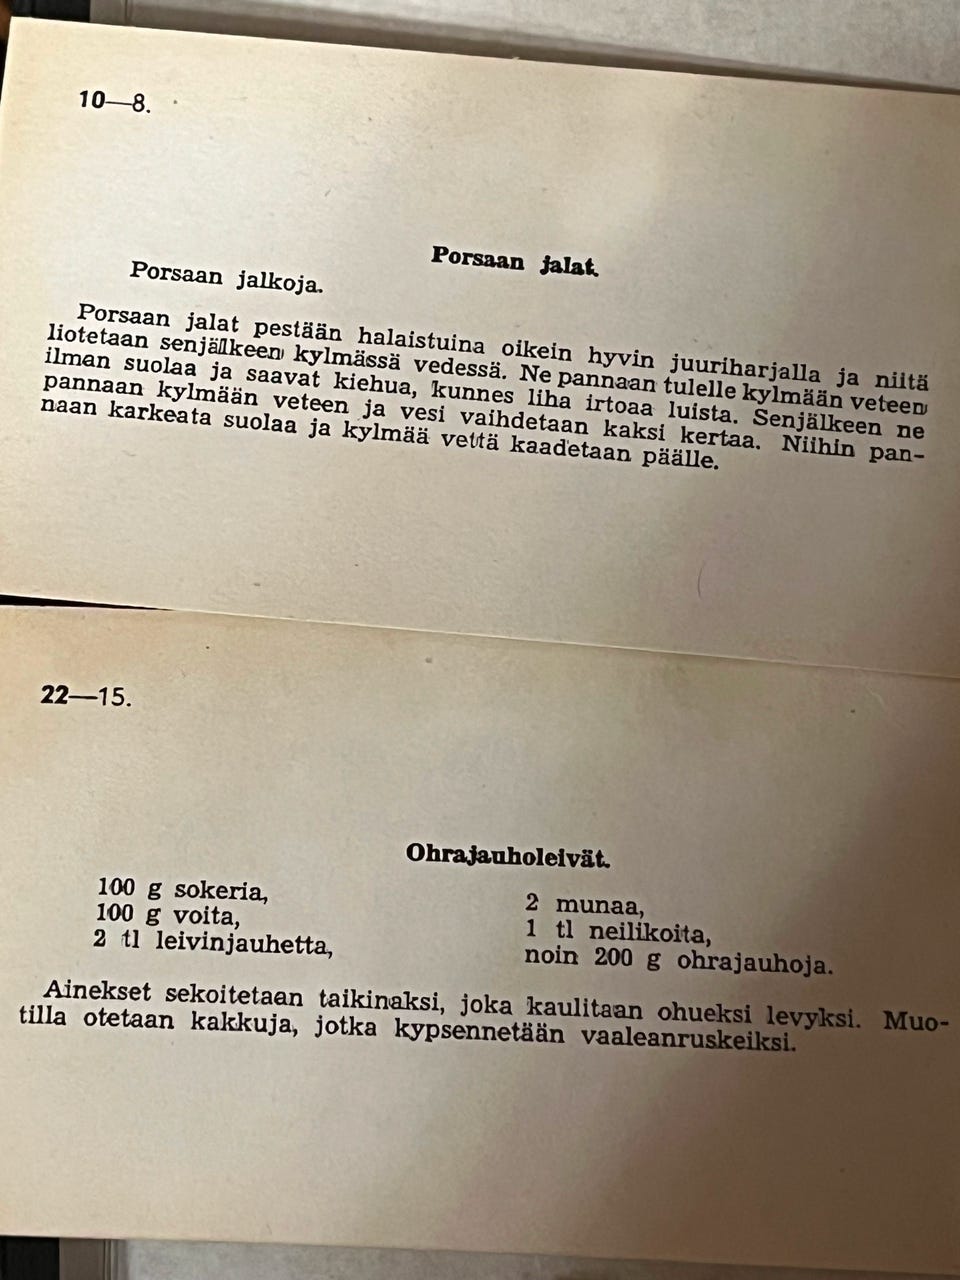 10—8.
Porsaan jalat.
Porsaan jalkoja.
Porsaan jalat pestään halaistuina oikein hyvin juuriharjalla ja niitä
liotetaan senjälkeen kylmässä vedessä. Ne pannaan tulelle kylmään veteen
ilman suolaa ja saavat kiehua, kunnes liha irtoaa luista. Senjälkeen ne
pannaan kylmään veteen ja vesi vaihdetaan kaksi kertaa. Niihin pan-
naan karkeata suolaa ja kylmää vettä kaadetaan päälle.
22—15.
Ohrajauholeivät.
100 g sokeria,
100 g voita,
2 tl leivinjauhetta,
2 munaa,
1 tl neilikoita,
noin 200 g ohrajauhoja.
Ainekset sekoitetaan taikinaksi, joka kaulitaan ohueksi levyksi. Muo-
tilla otetaan kakkuja, jotka kypsennetään vaaleanruskeiksi.